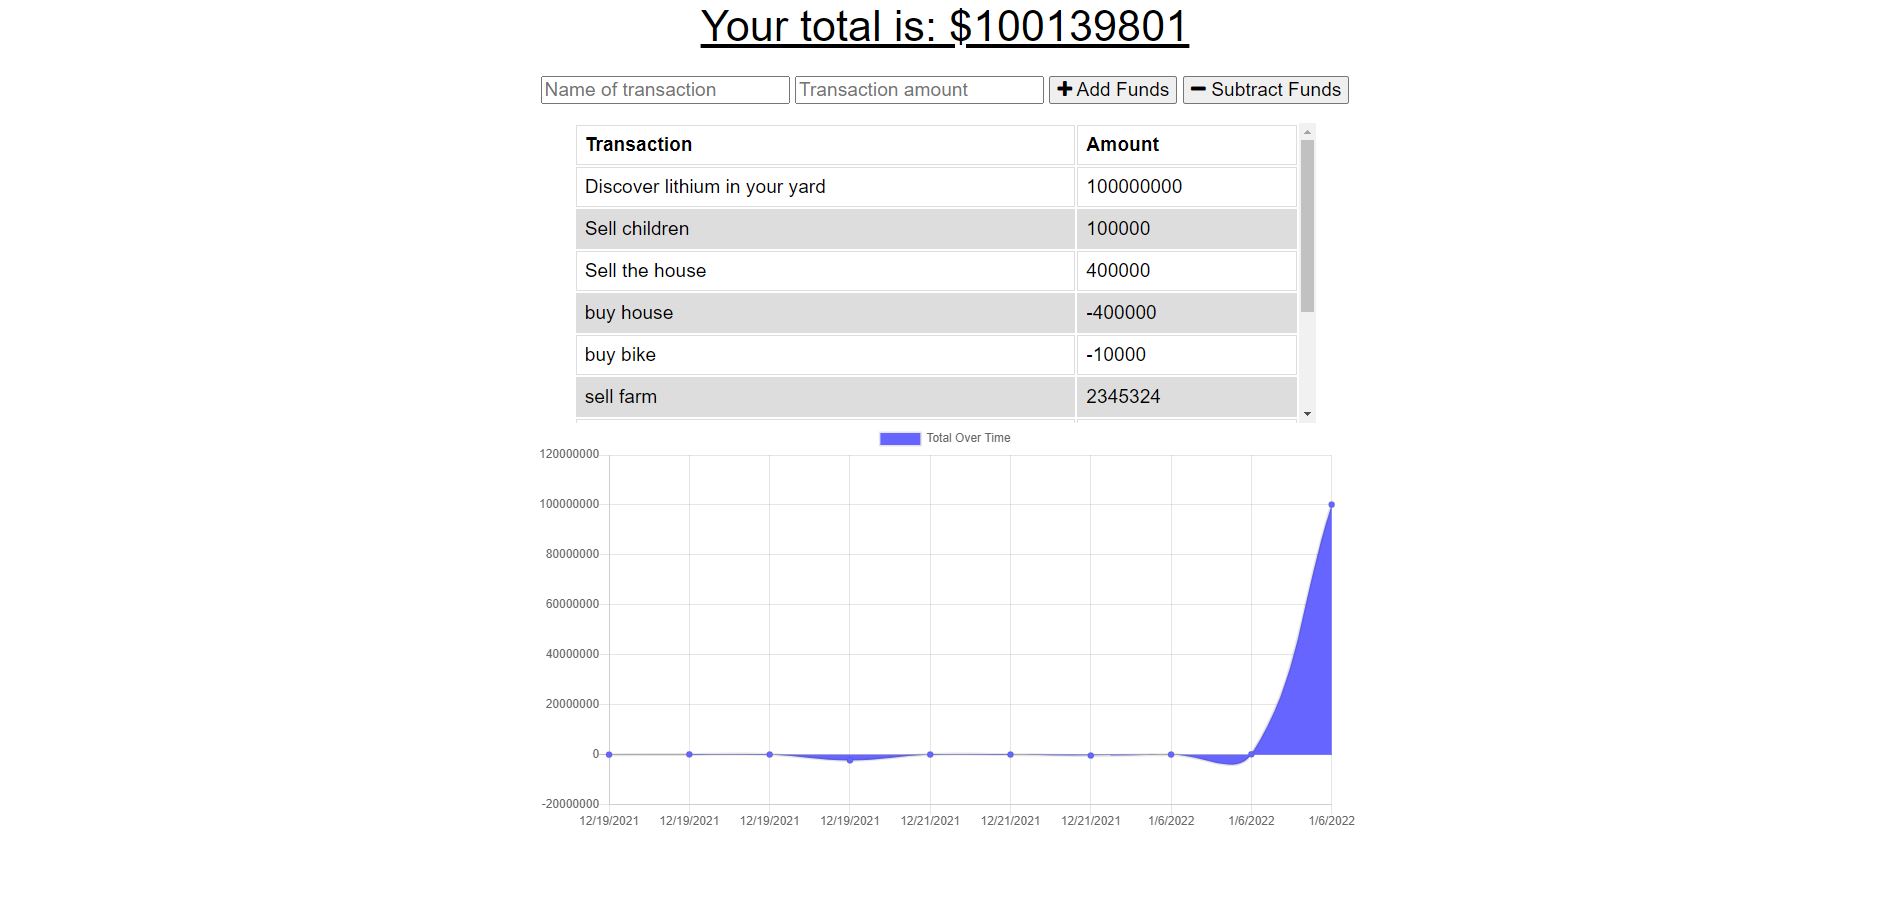 Your total is: $100139801
Name of transaction Transaction amount Add Funds Subtract Funds
Transaction Amount
Discover lithium in your yard 100000000
Sell children 100000
Sell the house 400000
buy house -400000
buy bike -10000
sell farm 2345324
Total Over Time
120000000
100000000
80000000
60000000
40000000
20000000
0
-20000000
12/19/2021 12/19/2021 12/19/2021 12/19/2021 12/21/2021 12/21/2021 12/21/2021 1/6/2022 1/6/2022 1/6/2022